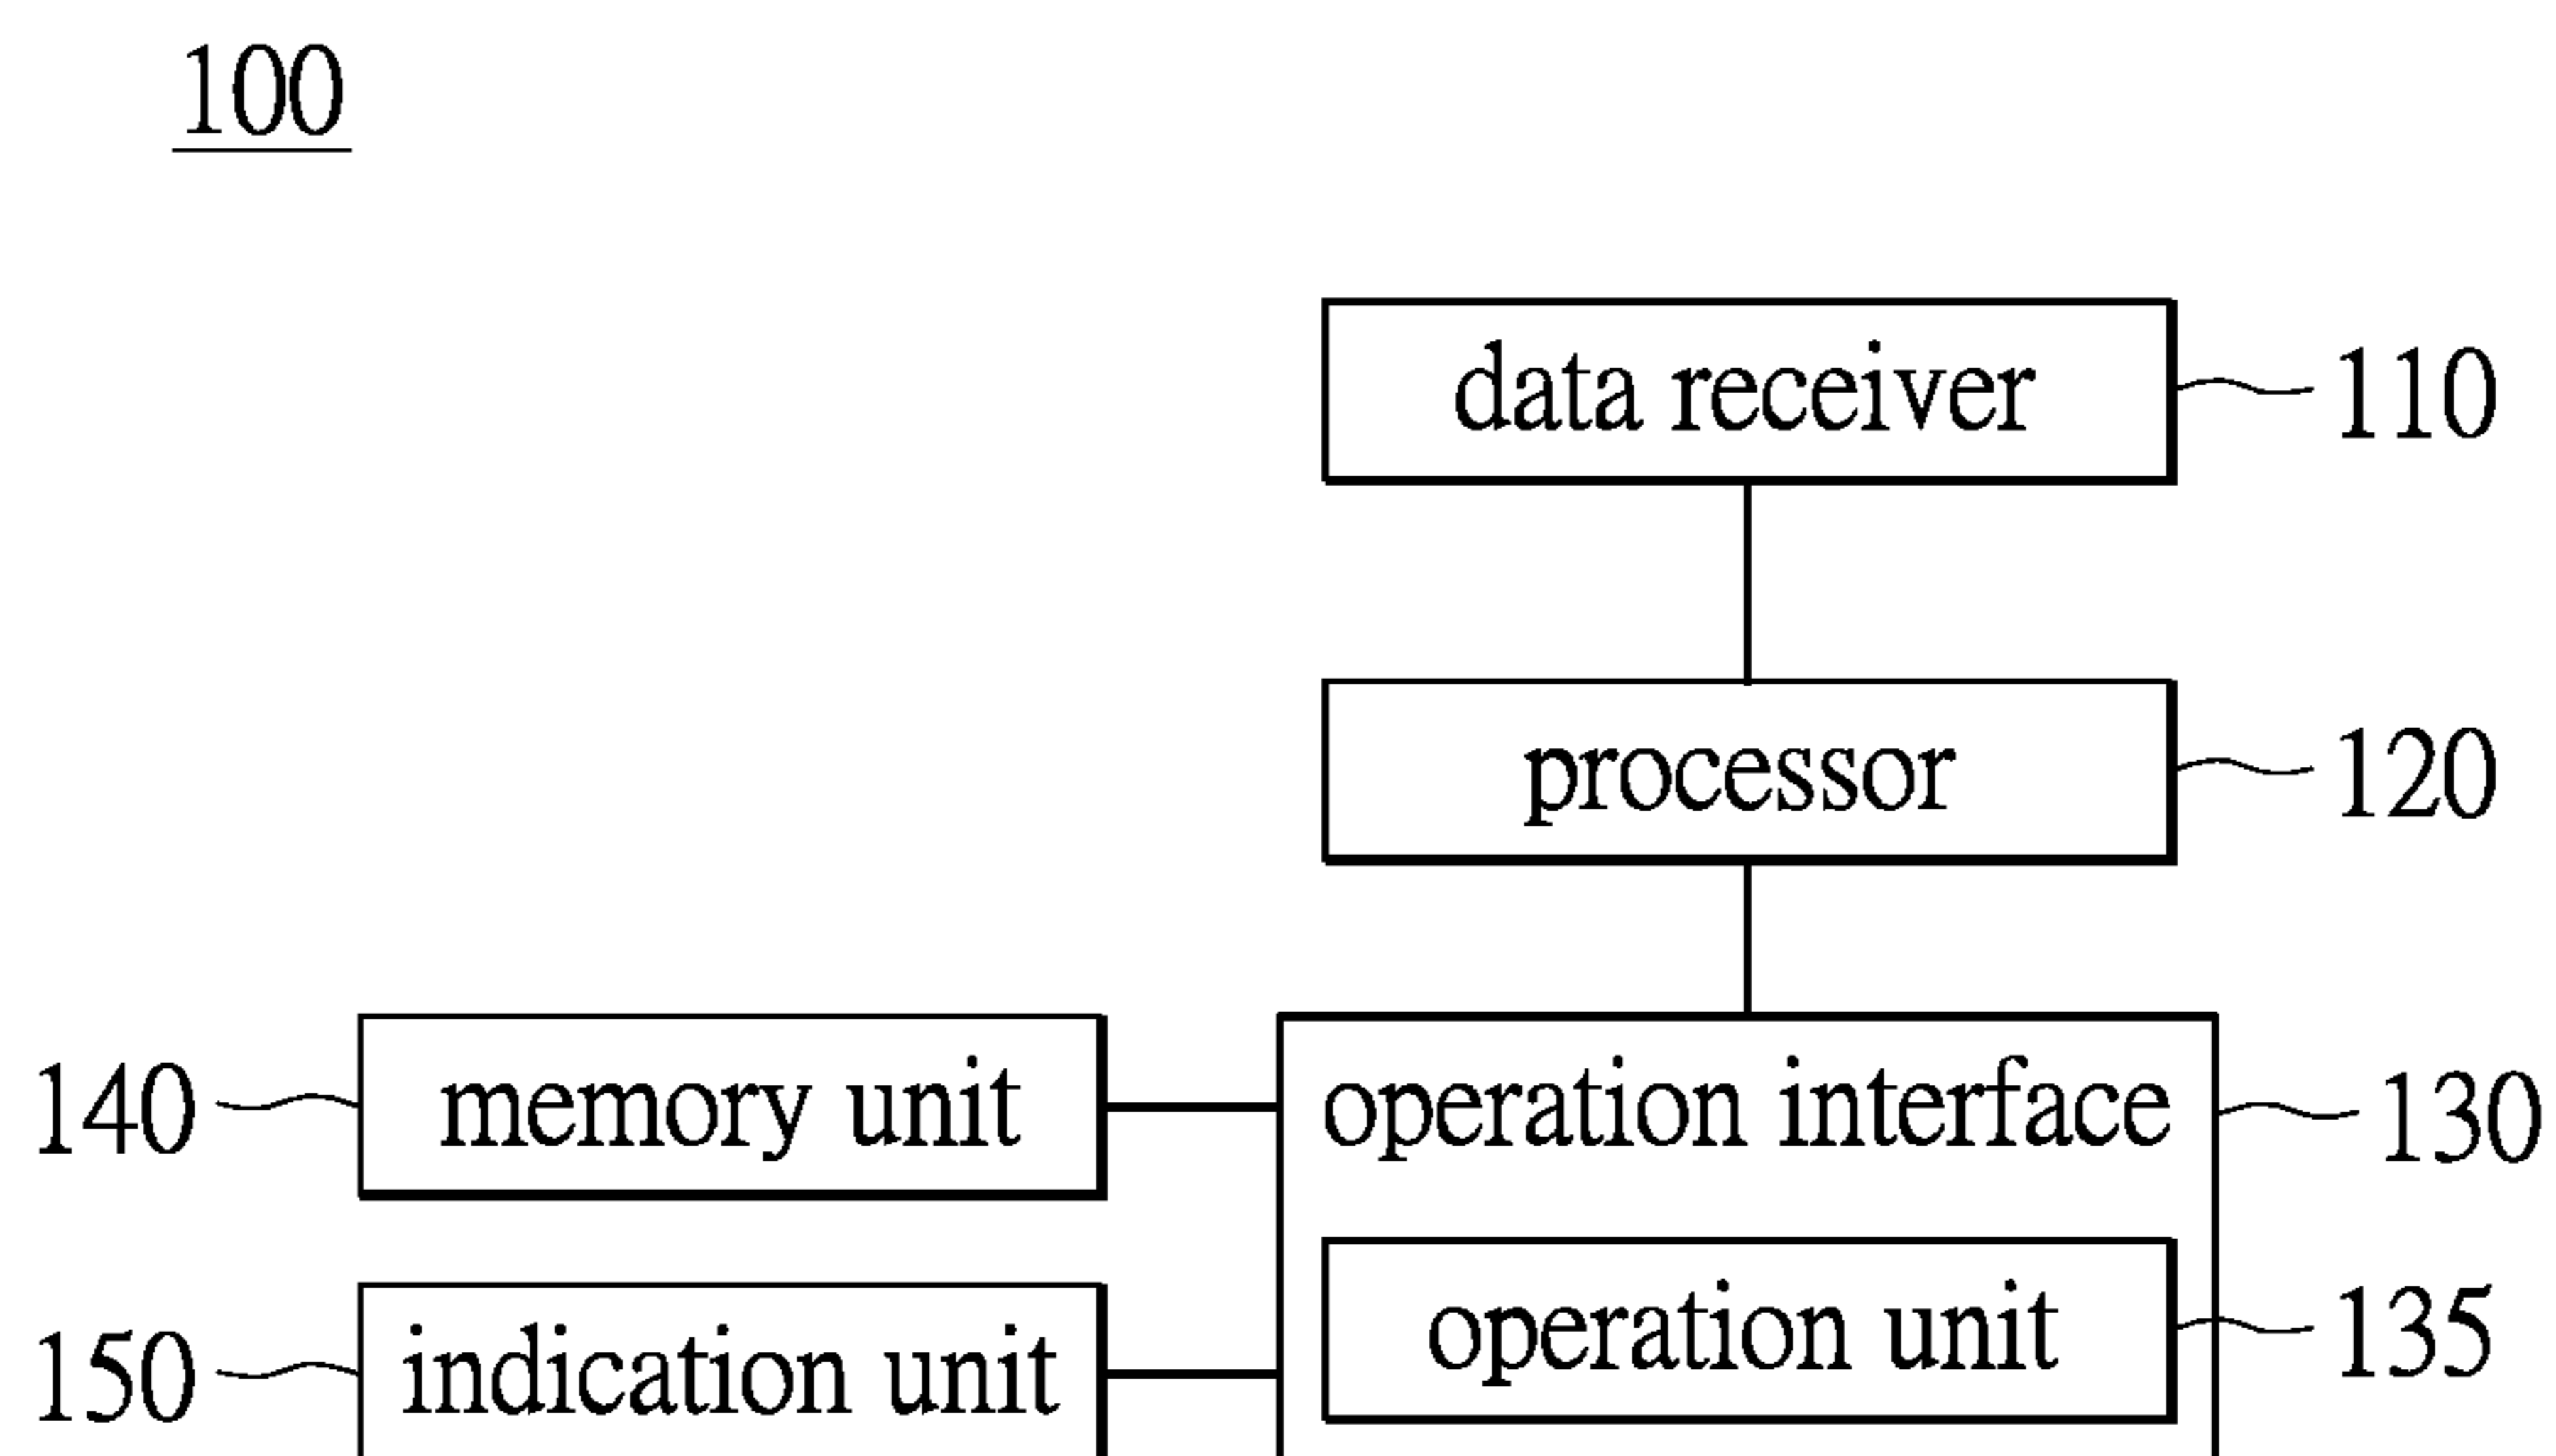 100
data receiver 110
processor 120
140 memory unit operation interface 130
operation unit 135
150 indication unit